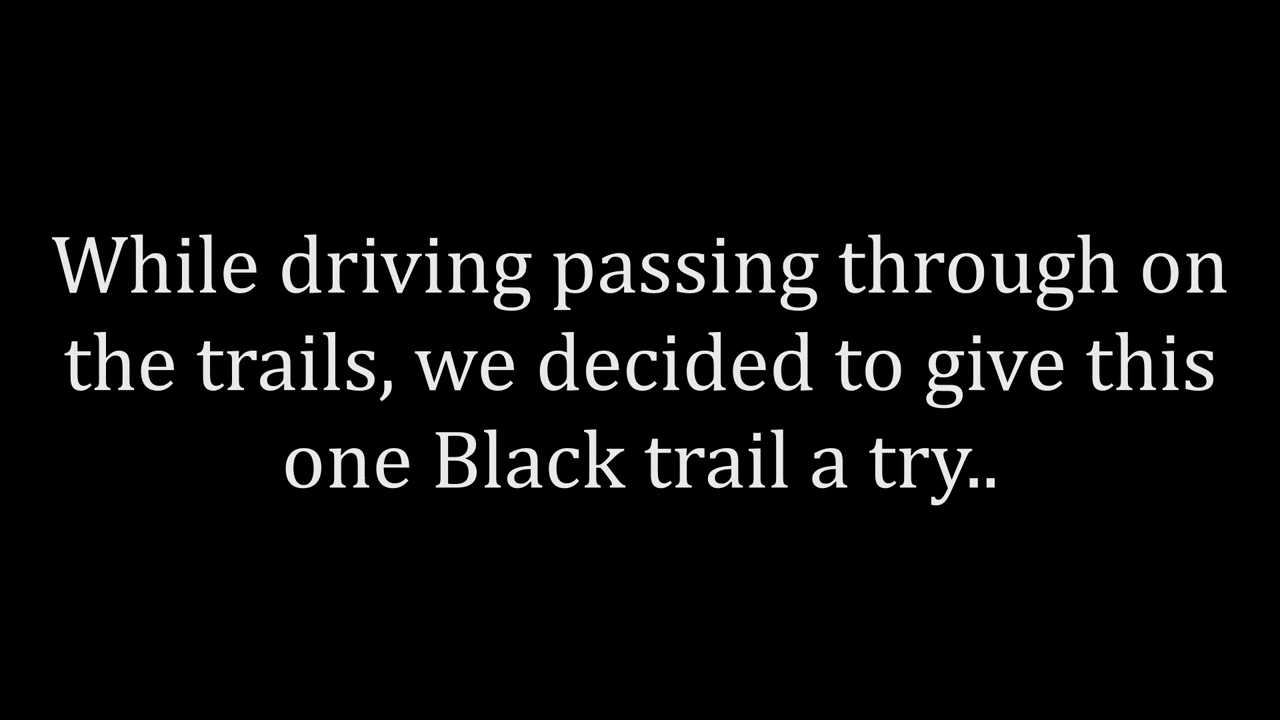 While driving passing through on
the trails, we decided to give this
one Black trail a try..